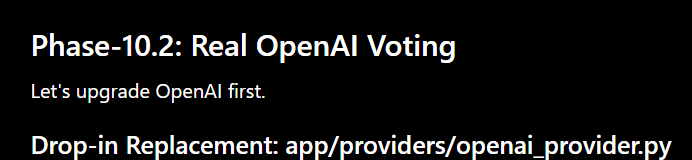 Phase-10.2: Real OpenAI Voting
Let's upgrade OpenAI first.
Drop-in Replacement: app/providers/openai_provider.py